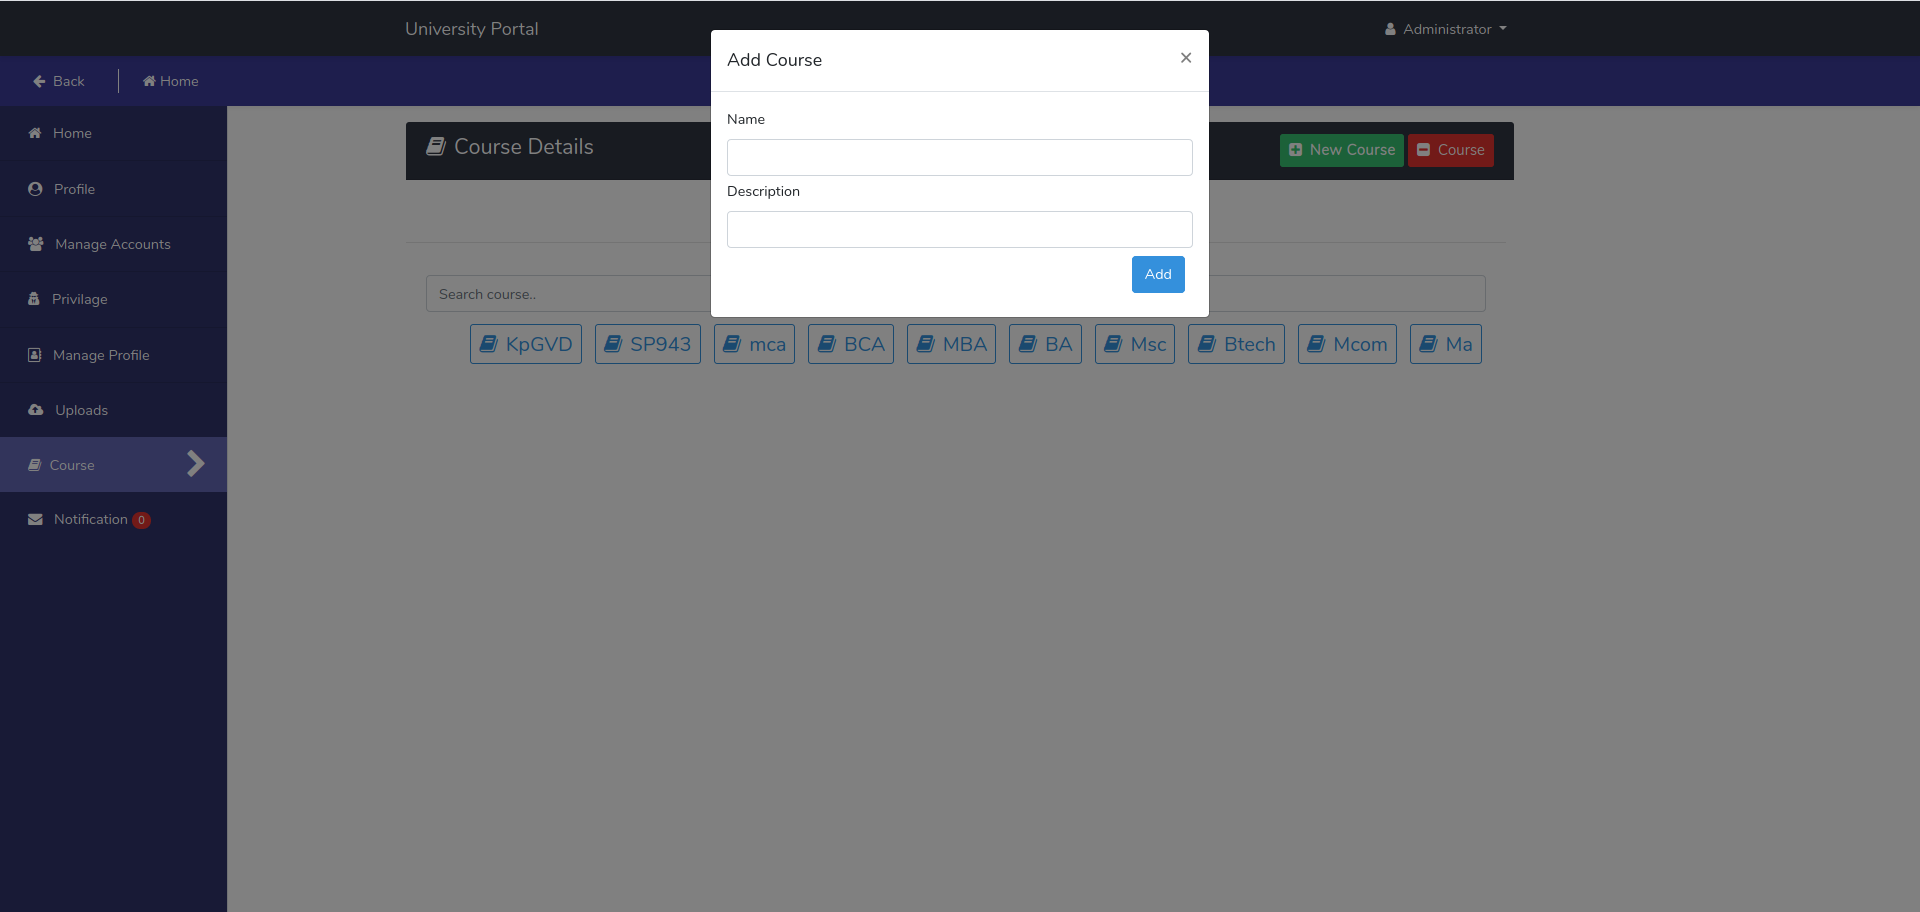 University Portal
Administrator
Back
Home
Add Course
×
Home
Profile
Manage Accounts
Privilage
Manage Profile
Uploads
Course
Notification 0
Course Details
New Course
Course
Name
Description
Add
Search course..
KpGVD
SP943
mca
BCA
MBA
BA
Msc
Btech
Mcom
Ma